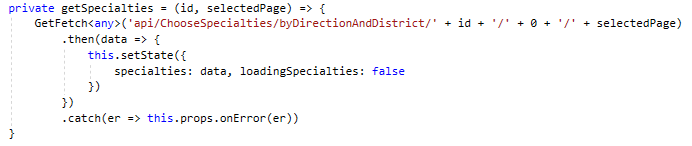 private getSpecialties = (id, selectedPage) => {
    GetFetch<any>('api/ChooseSpecialties/byDirectionAndDistrict/' + id + '/' + 0 + '/' + selectedPage)
        .then(data => {
            this.setState({
                specialties: data, loadingSpecialties: false
            })
        })
        .catch(er => this.props.onError(er))
}